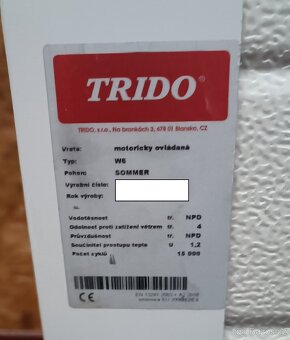 TRIDO®
TRIDO, s.r.o., Na brankách 3, 678 01 Blansko, CZ
Vrata: motoricky ovládaná
Typ: W6
Pohon: SOMMER
Výrobní číslo:
Rok výroby:
Vodotěsnost tř. NPD
Odolnost proti zatížení větrem tř. 4
Průvzdušnost tř. NPD
Součinitel prostupu tepla U 1,2
Počet cyklů 15 000
CE